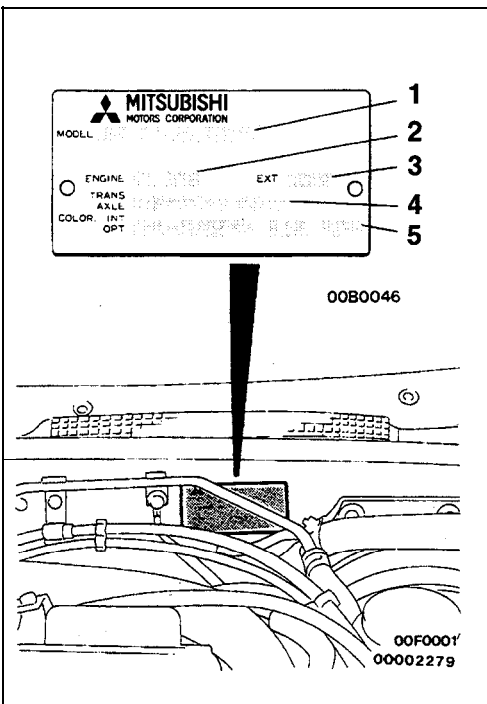 MITSUBISHI
MOTORS CORPORATION
MODEL
1
2
ENGINE
EXT
3
TRANS
AXLE
4
COLOR. INT
OPT
5
00B0046
00F0001
00002279